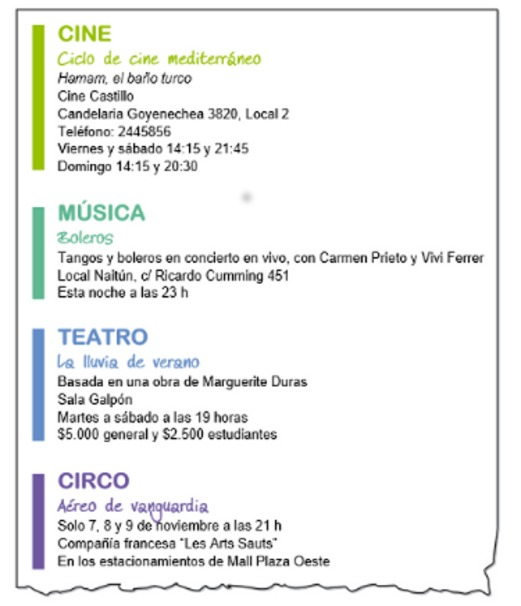 CINE
Ciclo de cine mediterráneo
Hamam, el baño turco
Cine Castillo
Candelaria Goyenechea 3820, Local 2
Teléfono: 2445856
Viernes y sábado 14:15 y 21:45
Domingo 14:15 y 20:30
MÚSICA
Boleros
Tangos y boleros en concierto en vivo, con Carmen Prieto y Vivi Ferrer
Local Naitún, c/ Ricardo Cumming 451
Esta noche a las 23 h
TEATRO
La lluvia de verano
Basada en una obra de Marguerite Duras
Sala Galpón
Martes a sábado a las 19 horas
$5.000 general y $2.500 estudiantes
CIRCO
Aéreo de vanguardia
Solo 7, 8 y 9 de noviembre a las 21 h
Compañía francesa “Les Arts Sauts”
En los estacionamientos de Mall Plaza Oeste